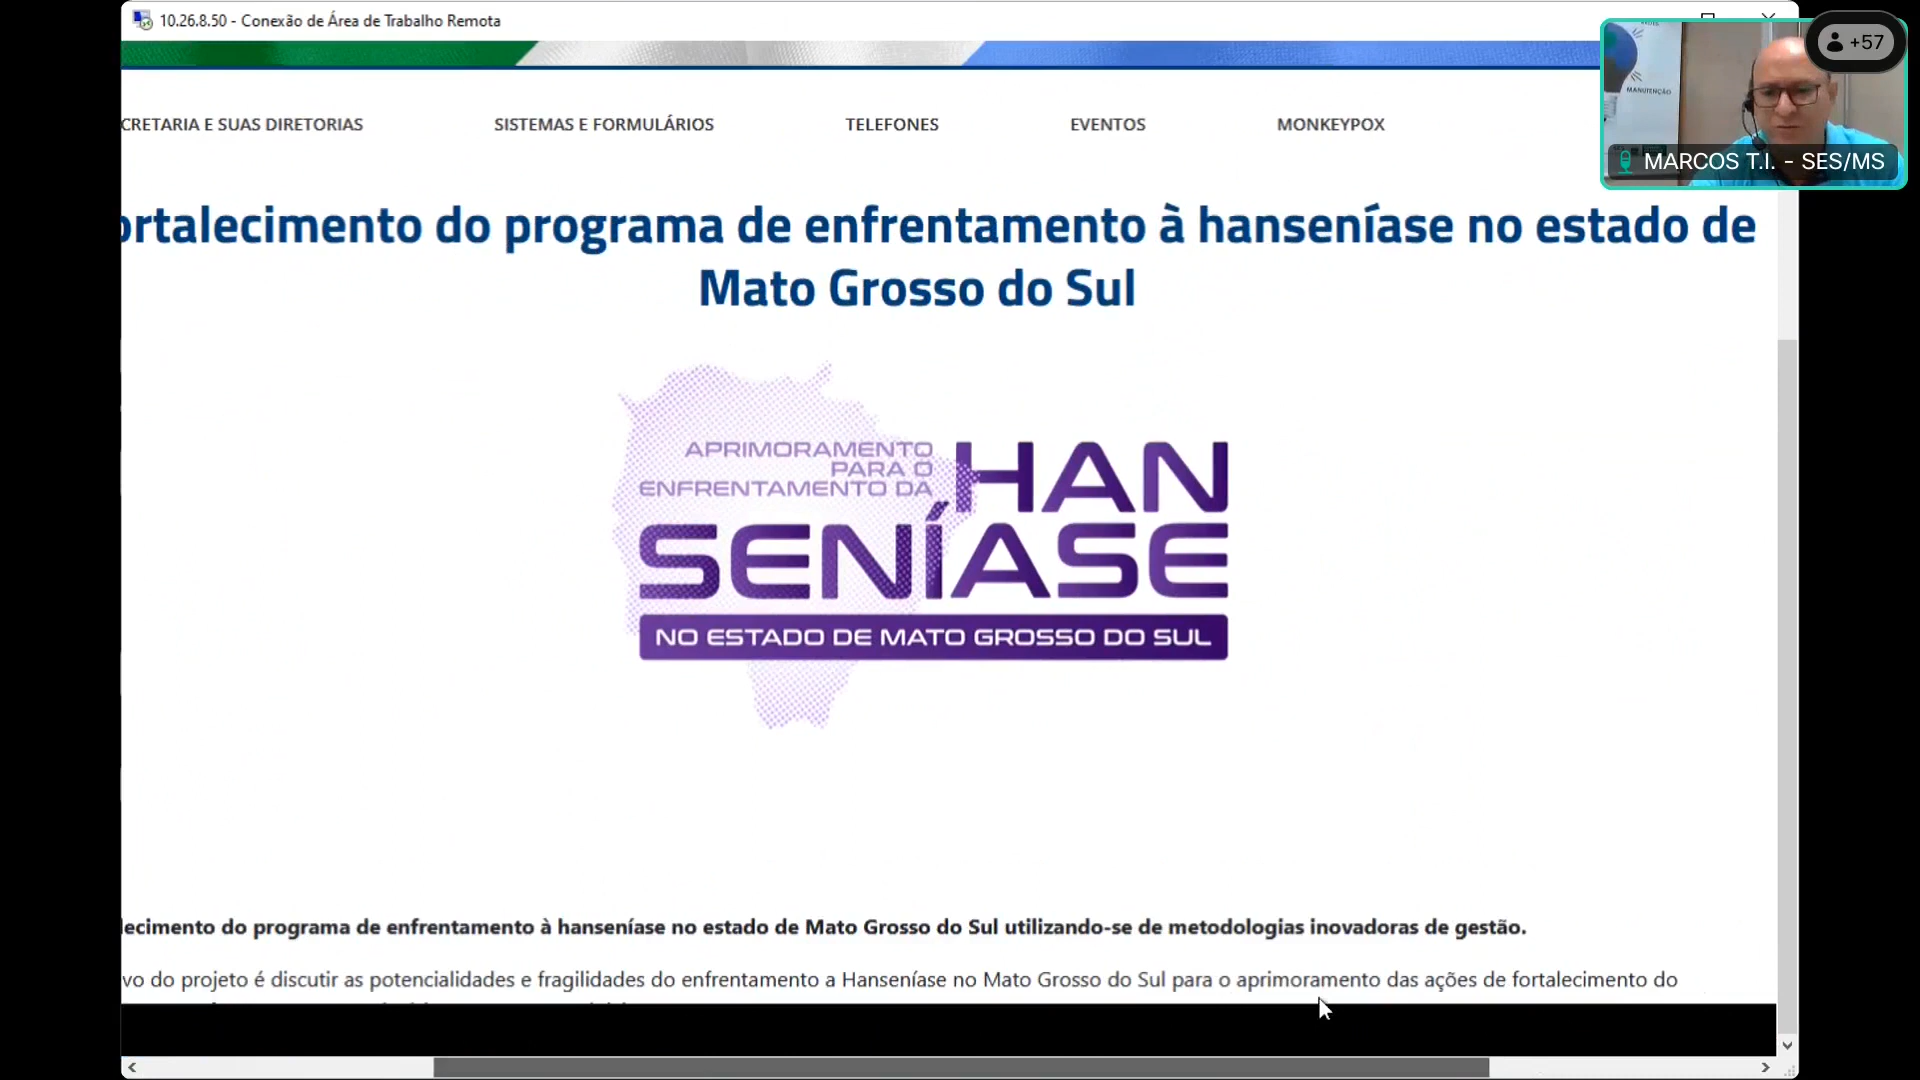 10.26.8.50 - Conexão de Área de Trabalho Remota
+57
MANUTENÇÃO
MARCOS T.I. - SES/MS
CRETARIA E SUAS DIRETORIAS
SISTEMAS E FORMULÁRIOS
TELEFONES
EVENTOS
MONKEYPOX
ortalecimento do programa de enfrentamento à hanseníase no estado de
Mato Grosso do Sul
APRIMORAMENTO
PARA O
ENFRENTAMENTO DA
HAN
SENÍASE
NO ESTADO DE MATO GROSSO DO SUL
lecimento do programa de enfrentamento à hanseníase no estado de Mato Grosso do Sul utilizando-se de metodologias inovadoras de gestão.
vo do projeto é discutir as potencialidades e fragilidades do enfrentamento a Hanseníase no Mato Grosso do Sul para o aprimoramento das ações de fortalecimento do